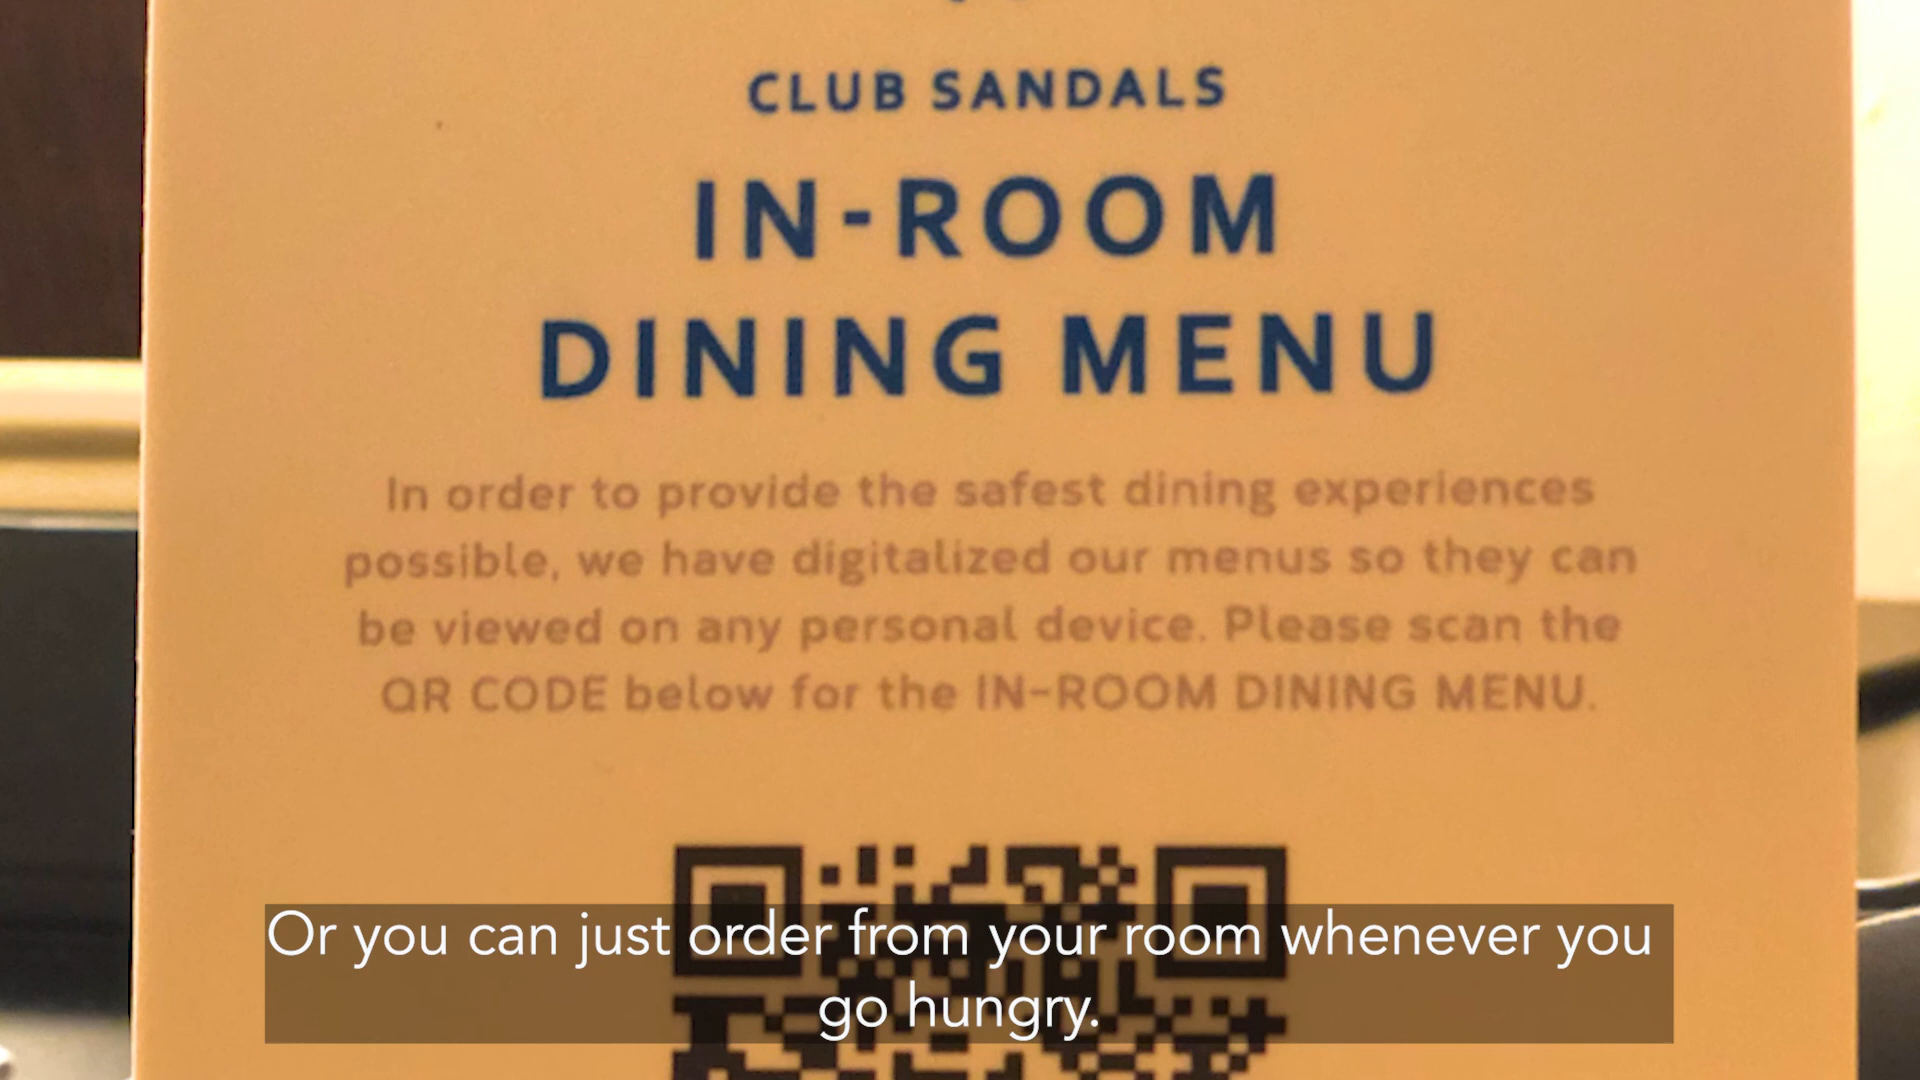 CLUB SANDALS
IN-ROOM
DINING MENU
In order to provide the safest dining experiences
possible, we have digitalized our menus so they can
be viewed on any personal device. Please scan the
QR CODE below for the IN-ROOM DINING MENU.
Or you can just order from your room whenever you
go hungry.